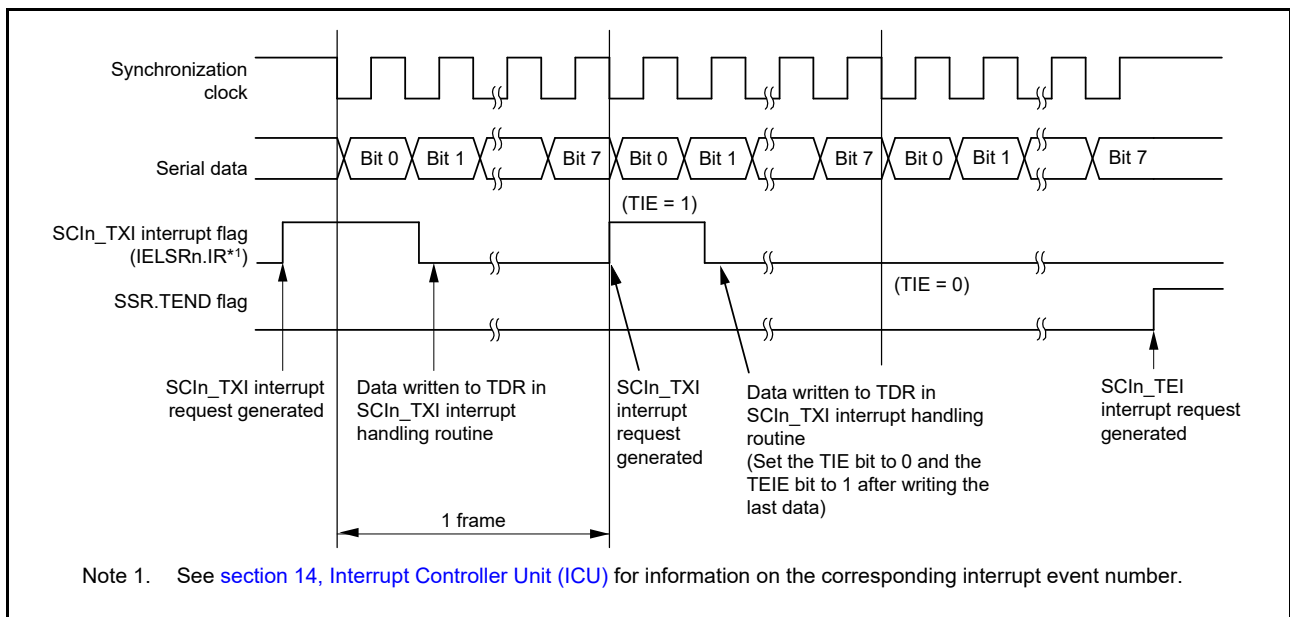 Synchronization
clock
Serial data
Bit 0 Bit 1 Bit 7 Bit 0 Bit 1 Bit 7 Bit 0 Bit 1 Bit 7
(TIE = 1)
SCIn_TXI interrupt flag
(IELSRn.IR*1)
(TIE = 0)
SSR.TEND flag
SCIn_TXI interrupt
request generated
Data written to TDR in
SCIn_TXI interrupt
handling routine
SCIn_TXI
interrupt
request
generated
Data written to TDR in
SCIn_TXI interrupt handling
routine
(Set the TIE bit to 0 and the
TEIE bit to 1 after writing the
last data)
SCIn_TEI
interrupt request
generated
1 frame
Note 1. See section 14, Interrupt Controller Unit (ICU) for information on the corresponding interrupt event number.